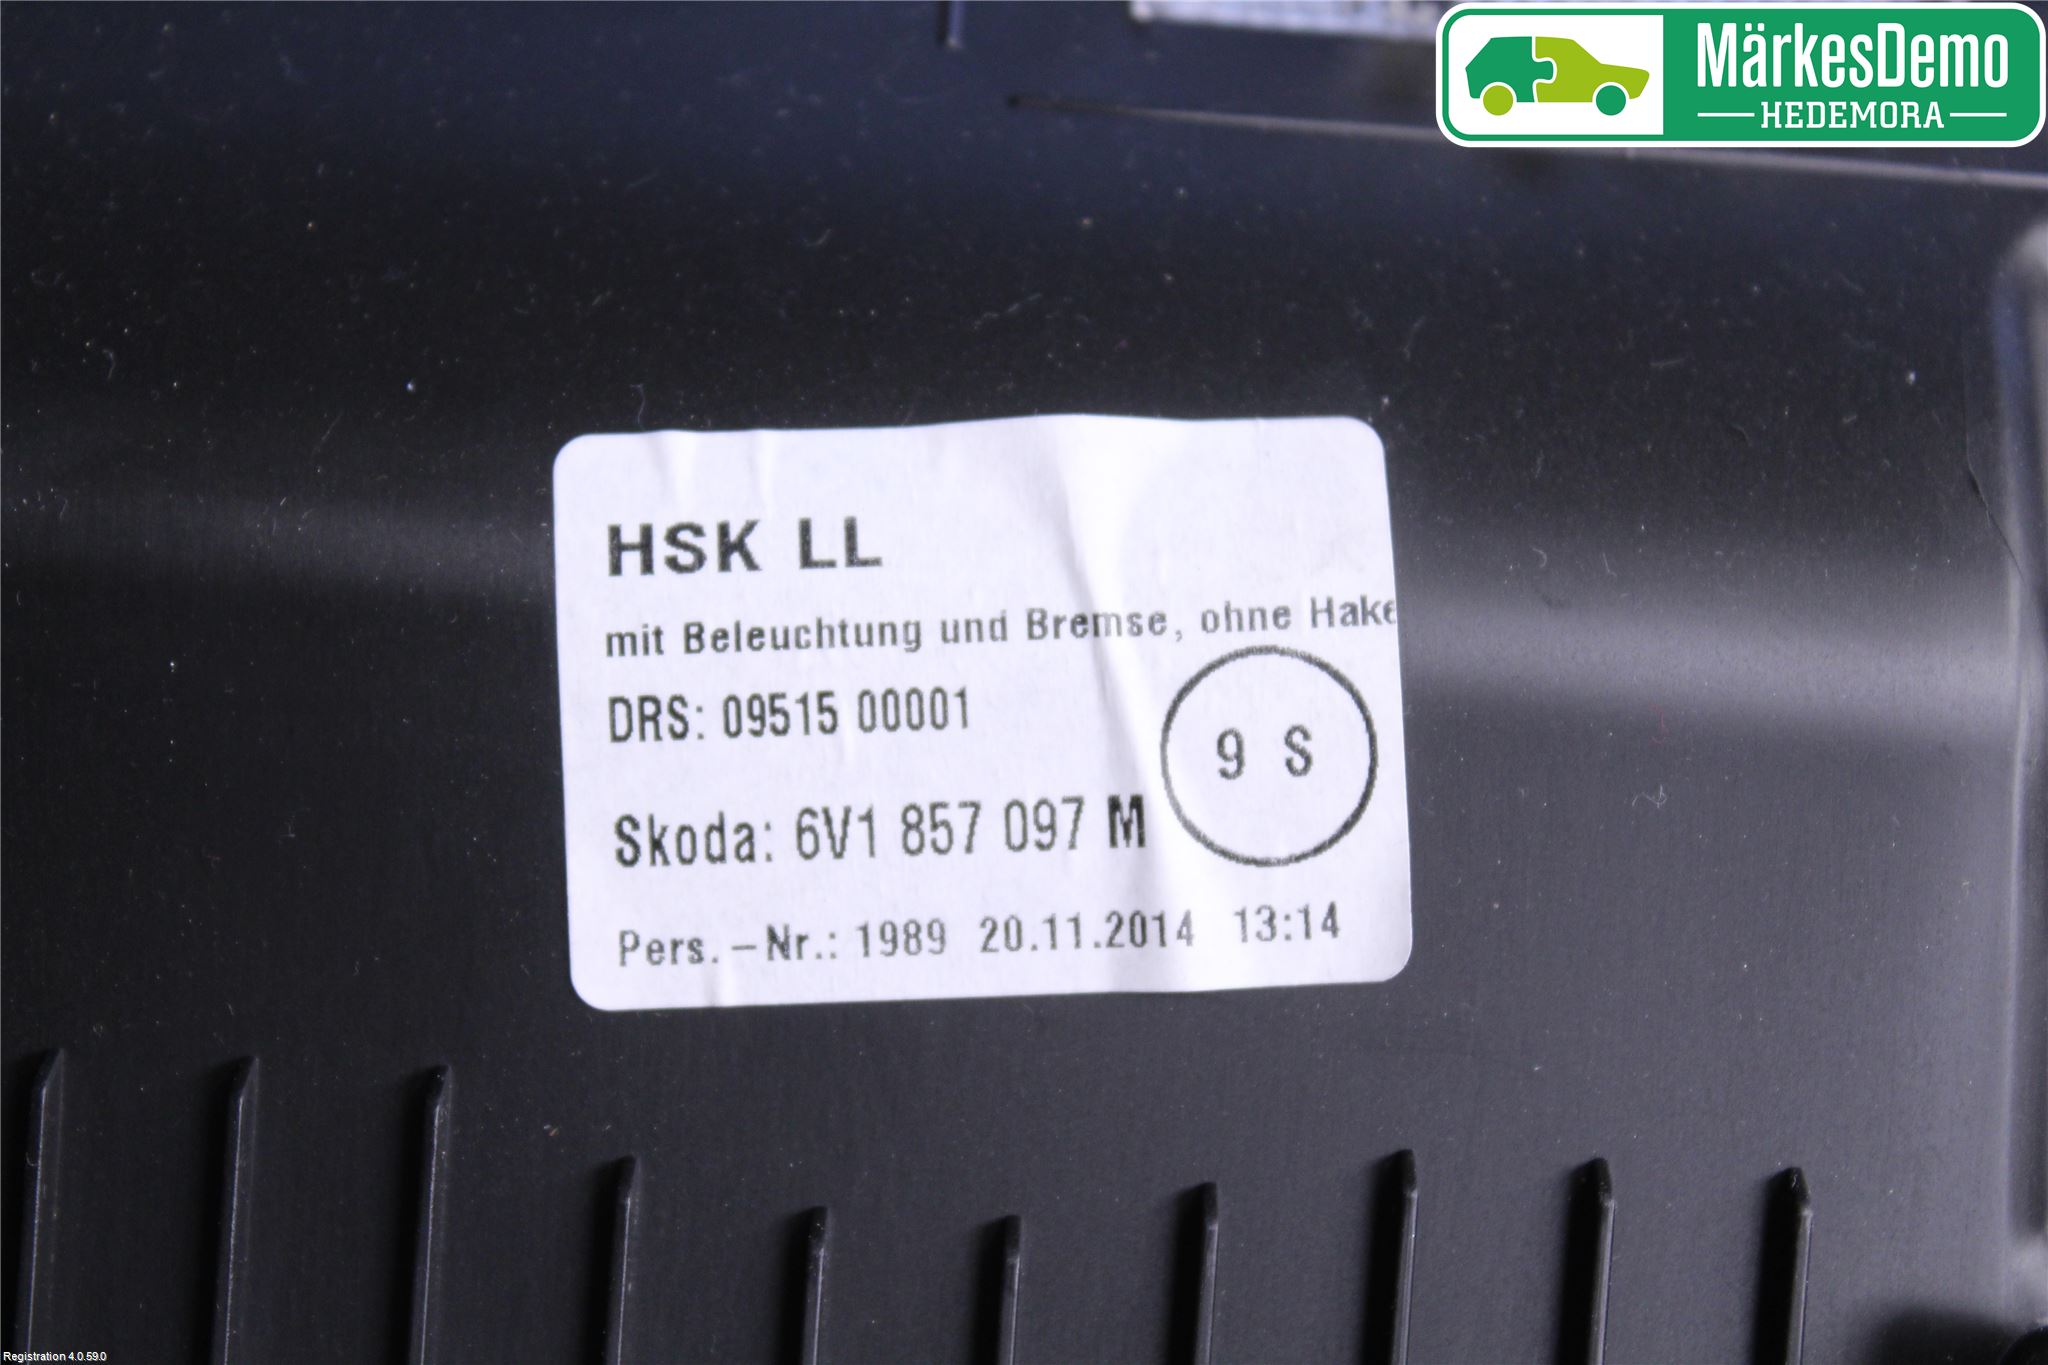 MärkesDemo
HEDEMORA
HSK LL
mit Beleuchtung und Bremse, ohne Hake
DRS: 09515 00001
9 S
Skoda: 6V1 857 097 M
Pers.-Nr.: 1989 20.11.2014 13:14
Registration 4.0.59.0